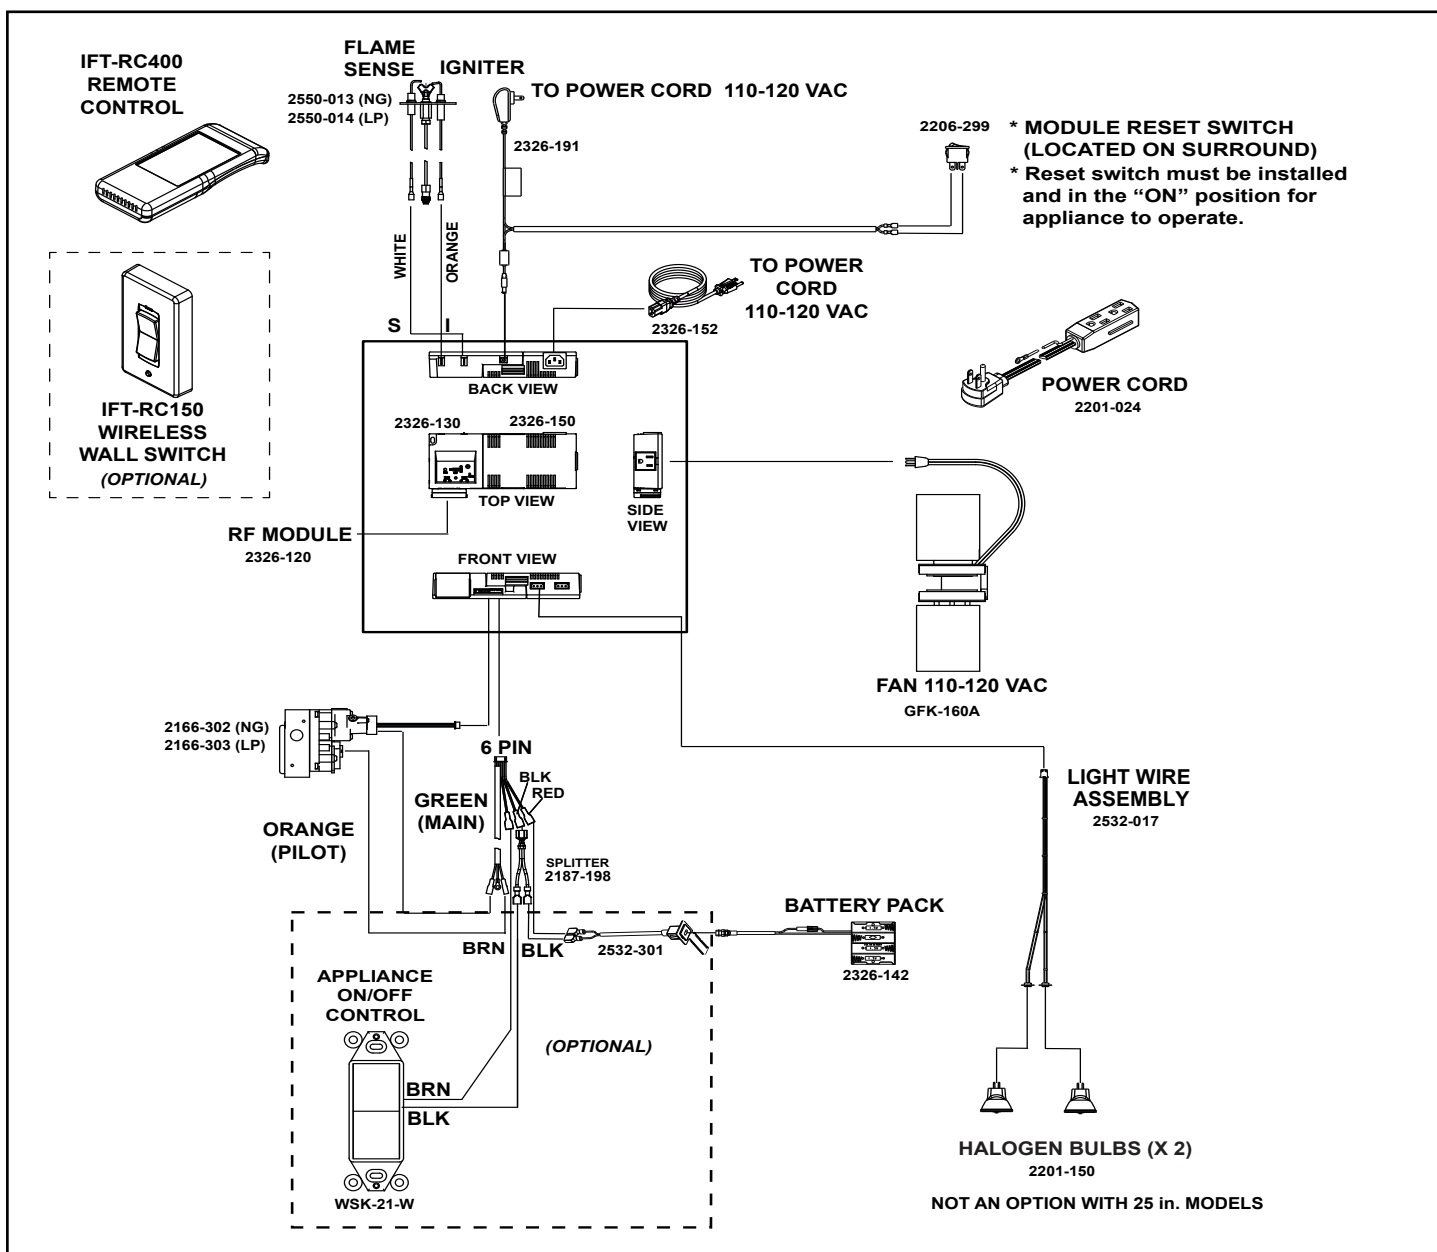 IFT-RC400
REMOTE
CONTROL
FLAME
SENSE
IGNITER
2550-013 (NG)
2550-014 (LP)
TO POWER CORD 110-120 VAC
2326-191
2206-299
* MODULE RESET SWITCH
(LOCATED ON SURROUND)
* Reset switch must be installed
and in the “ON” position for
appliance to operate.
WHITE
ORANGE
S
I
TO POWER
CORD
110-120 VAC
2326-152
IFT-RC150
WIRELESS
WALL SWITCH
(OPTIONAL)
BACK VIEW
POWER CORD
2201-024
2326-130
2326-150
TOP VIEW
SIDE
VIEW
RF MODULE
2326-120
FRONT VIEW
FAN 110-120 VAC
GFK-160A
2166-302 (NG)
2166-303 (LP)
6 PIN
BLK
RED
GREEN
(MAIN)
ORANGE
(PILOT)
SPLITTER
2187-198
LIGHT WIRE
ASSEMBLY
2532-017
BATTERY PACK
2326-142
BRN
BLK
2532-301
APPLIANCE
ON/OFF
CONTROL
(OPTIONAL)
BRN
BLK
WSK-21-W
HALOGEN BULBS (X 2)
2201-150
NOT AN OPTION WITH 25 in. MODELS